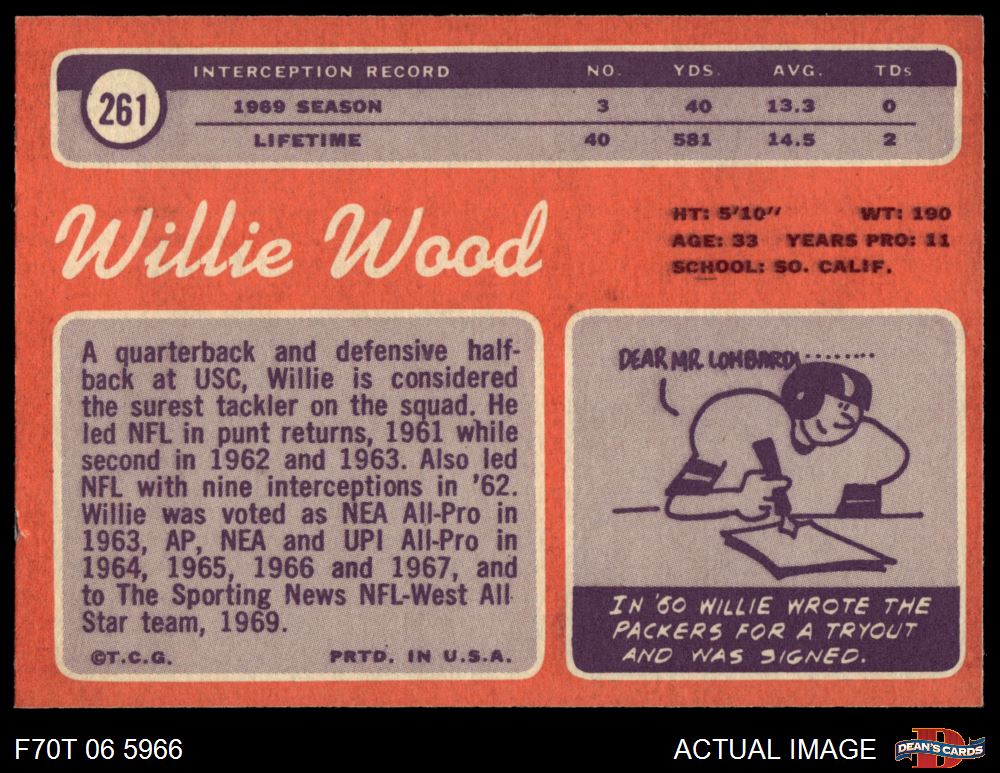 261
INTERCEPTION RECORD NO. YDS. AVG. TDs
1969 SEASON 3 40 13.3 0
LIFETIME 40 581 14.5 2
Willie Wood
HT: 5'10" WT: 190
AGE: 33 YEARS PRO: 11
SCHOOL: SO. CALIF.
A quarterback and defensive half-
back at USC, Willie is considered
the surest tackler on the squad. He
led NFL in punt returns, 1961 while
second in 1962 and 1963. Also led
NFL with nine interceptions in '62.
Willie was voted as NEA All-Pro in
1963, AP, NEA and UPI All-Pro in
1964, 1965, 1966 and 1967, and
to The Sporting News NFL-West All
Star team, 1969.
©T.C.G. PRTD. IN U.S.A.
DEAR MR. LOMBARDI........
IN '60 WILLIE WROTE THE
PACKERS FOR A TRYOUT
AND WAS SIGNED.
F70T 06 5966
ACTUAL IMAGE
DEAN'S CARDS